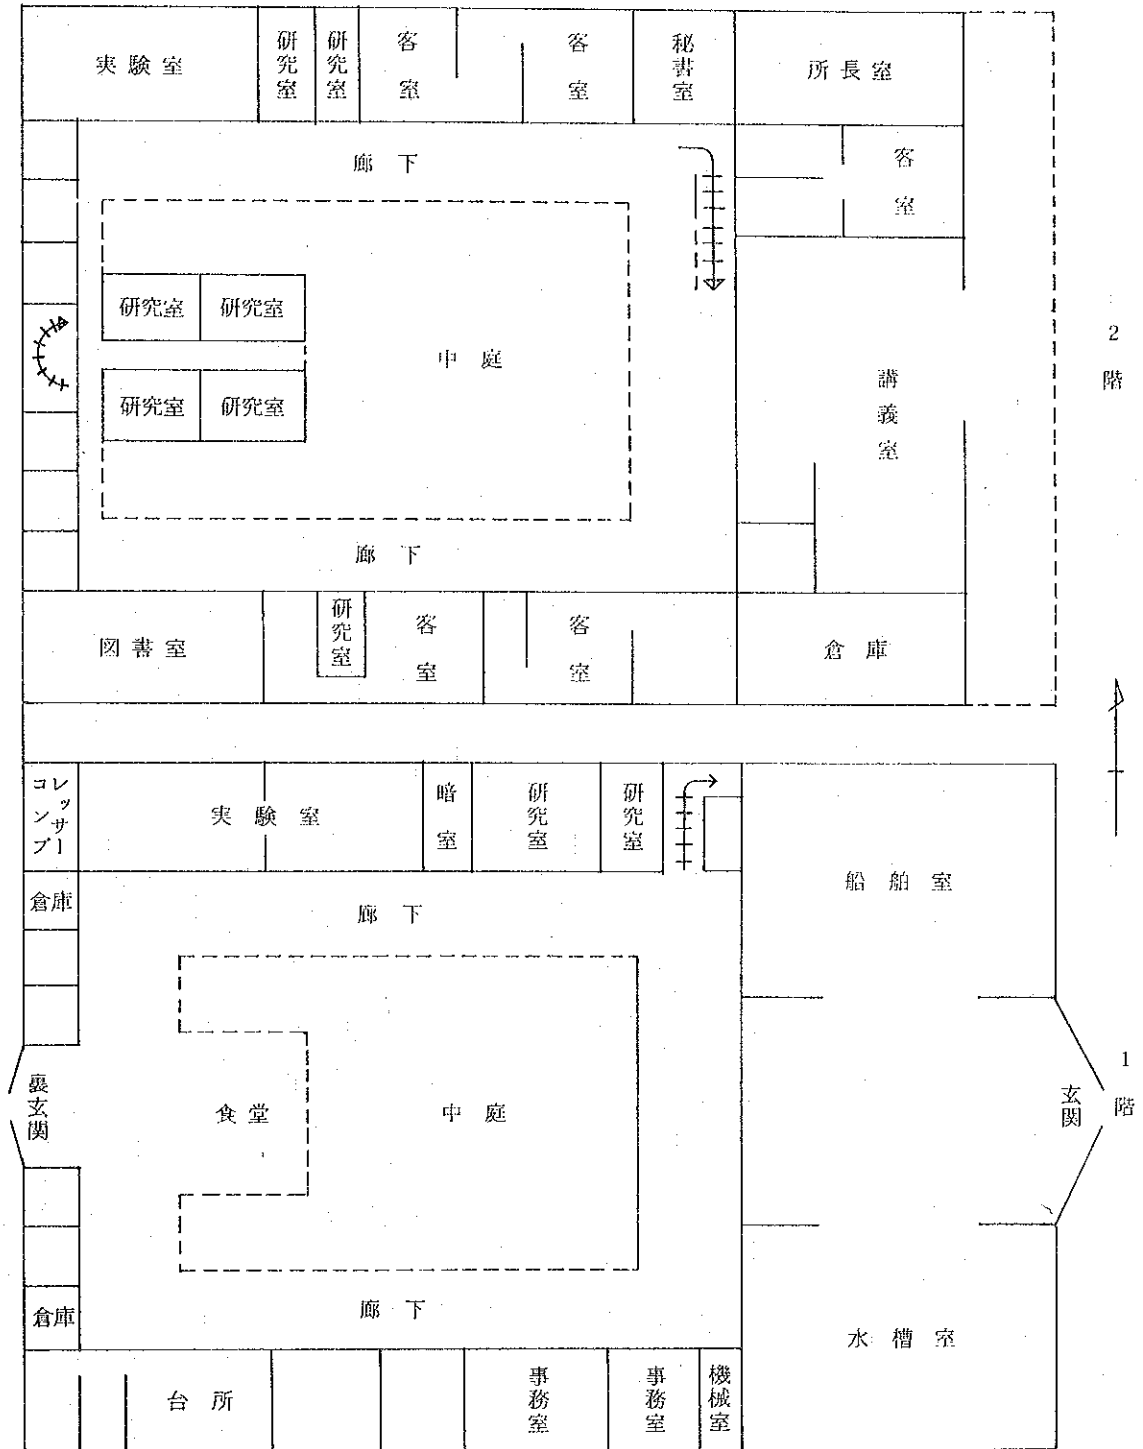 実験室
研究室
研究室
客室
客室
秘書室
所長室
廊下
客室
研究室
研究室
中庭
研究室
研究室
講義室
2階
廊下
図書室
研究室
客室
客室
倉庫
コンプレッサー
実験室
暗室
研究室
研究室
船舶室
倉庫
廊下
裏玄関
食堂
中庭
玄関
1階
倉庫
廊下
水槽室
台所
事務室
事務室
機械室